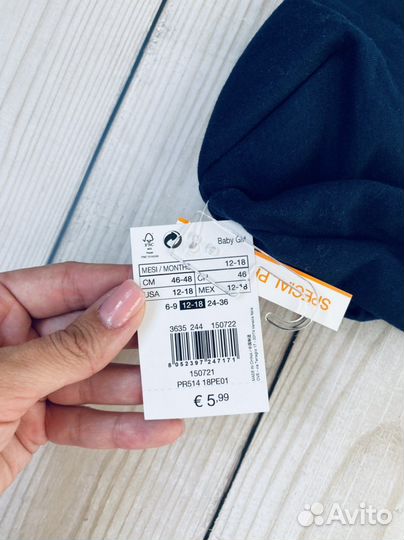 FSC
Baby Girl
MESI / MONTHS 12-18
CM 46-48 46
USA 12-18 MEX 12-18
6-9 12-18 24-36
3635 244 150722
8 052397 247171
150721
PR514 18PE01
€ 5,99
SPECIAL
Avito